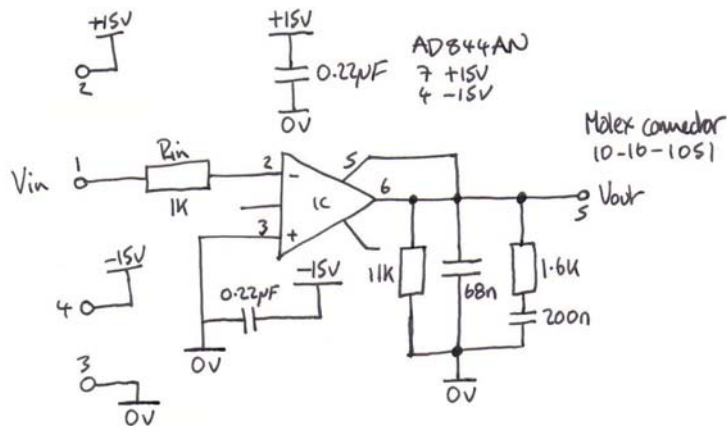 +15V
2
+15V
0.22µF
0V
AD844AN
7 +15V
4 -15V
Molex connector
10-16-1051
Vin
1
Rin
1K
2
-
5
IC
6
3
+
Vout
5
-15V
4
0.22µF
-15V
0V
11K
68n
1.6K
200n
0V
3
0V